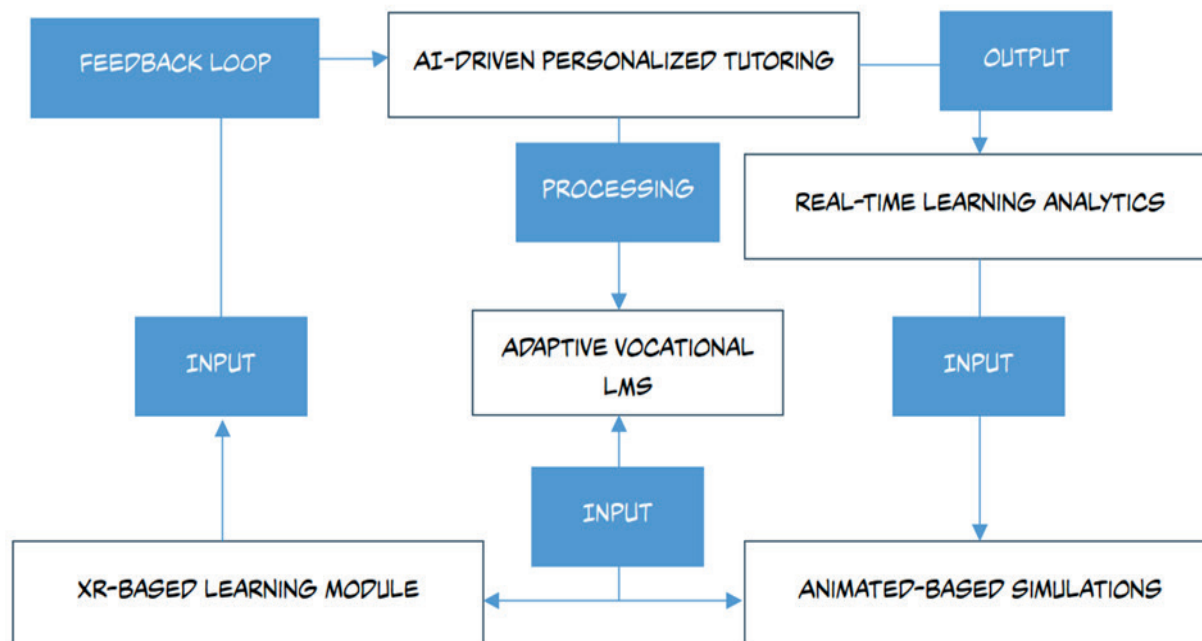 FEEDBACK LOOP
AI-DRIVEN PERSONALIZED TUTORING
OUTPUT
PROCESSING
REAL-TIME LEARNING ANALYTICS
INPUT
ADAPTIVE VOCATIONAL
LMS
INPUT
INPUT
XR-BASED LEARNING MODULE
ANIMATED-BASED SIMULATIONS